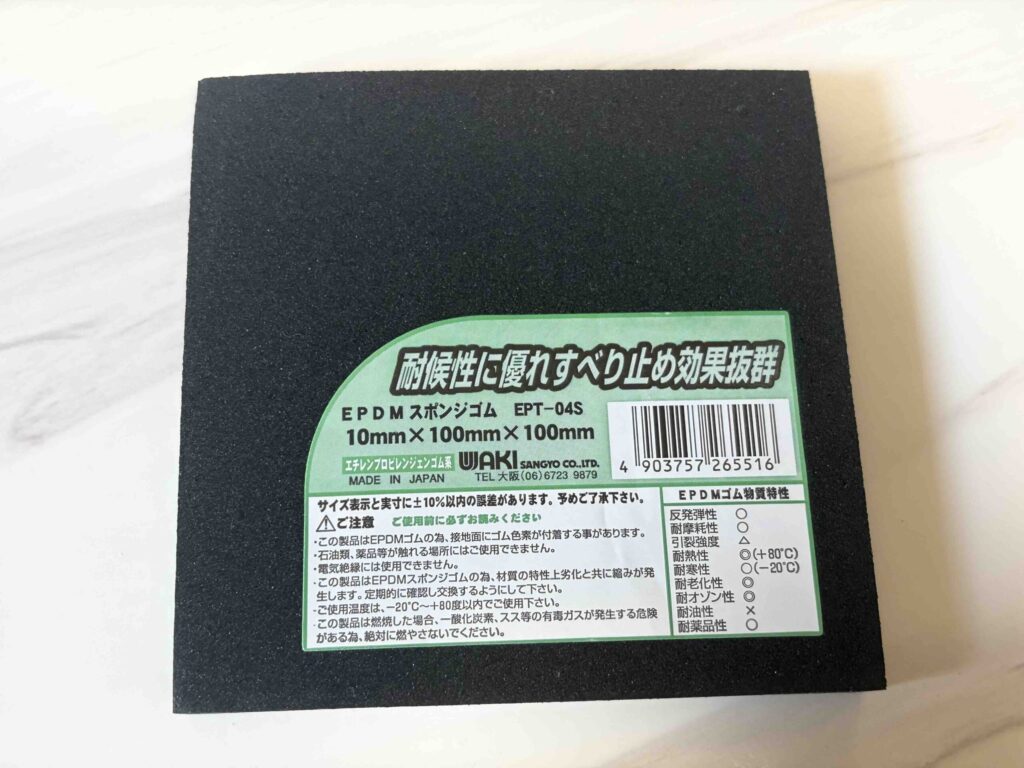 耐候性に優れすべり止め効果抜群
EPDMスポンジゴム EPT-04S
10mm×100mm×100mm
エチレンプロピレンジェンゴム系
MADE IN JAPAN
WAKI SANGYO CO.,LTD.
TEL 大阪(06)6723 9879
4 903757 265516
サイズ表示と実寸に±10%以内の誤差があります。予めご了承下さい。
⚠ご注意 ご使用前に必ずお読みください
・この製品はEPDMゴムの為、接地面にゴム色素が付着する事があります。
・石油類、薬品等が触れる場所にはご使用できません。
・電気絶縁には使用できません。
・この製品はEPDMスポンジゴムの為、材質の特性上劣化と共に縮みが発
生します。定期的に確認し交換するようにして下さい。
・ご使用温度は、-20℃~+80度以内でご使用下さい。
・この製品は燃焼した場合、一酸化炭素、スス等の有毒ガスが発生する危険
がある為、絶対に燃やさないでください。
EPDMゴム物質特性
反発弾性 ○
耐摩耗性 ○
引裂強度 △
耐熱性 ◎(+80℃)
耐寒性 ○(-20℃)
耐老化性 ◎
耐オゾン性 ◎
耐油性 ×
耐薬品性 ○